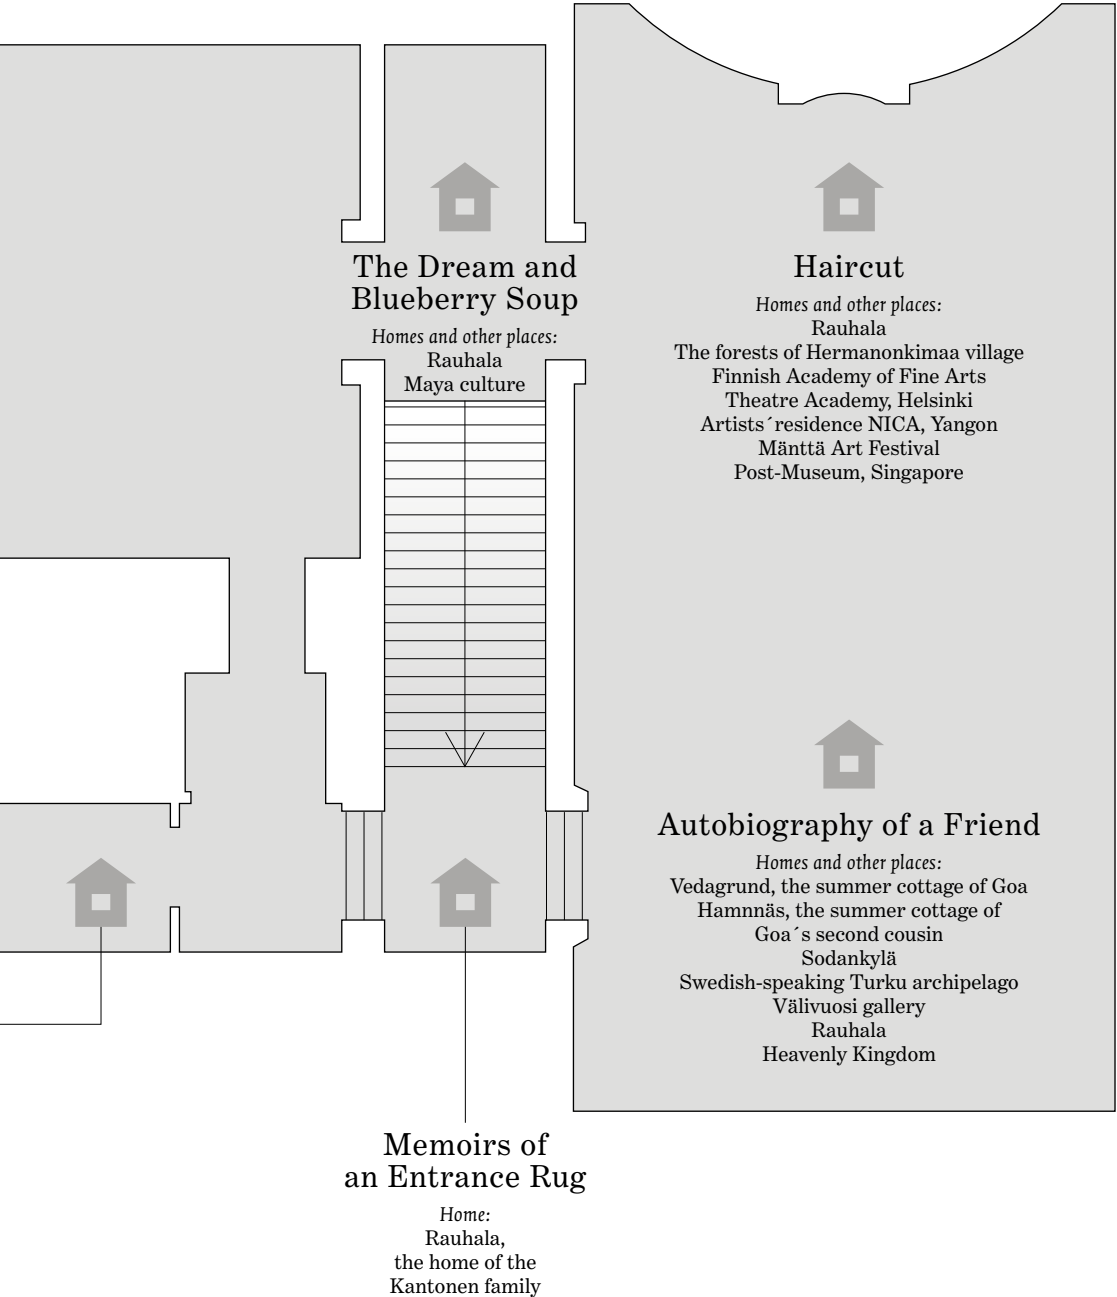 The Dream and
Blueberry Soup
Homes and other places:
Rauhala
Maya culture
Haircut
Homes and other places:
Rauhala
The forests of Hermanonkimaa village
Finnish Academy of Fine Arts
Theatre Academy, Helsinki
Artists´residence NICA, Yangon
Mänttä Art Festival
Post-Museum, Singapore
Autobiography of a Friend
Homes and other places:
Vedagrund, the summer cottage of Goa
Hamnnäs, the summer cottage of
Goa´s second cousin
Sodankylä
Swedish-speaking Turku archipelago
Välivuosi gallery
Rauhala
Heavenly Kingdom
Memoirs of
an Entrance Rug
Home:
Rauhala,
the home of the
Kantonen family